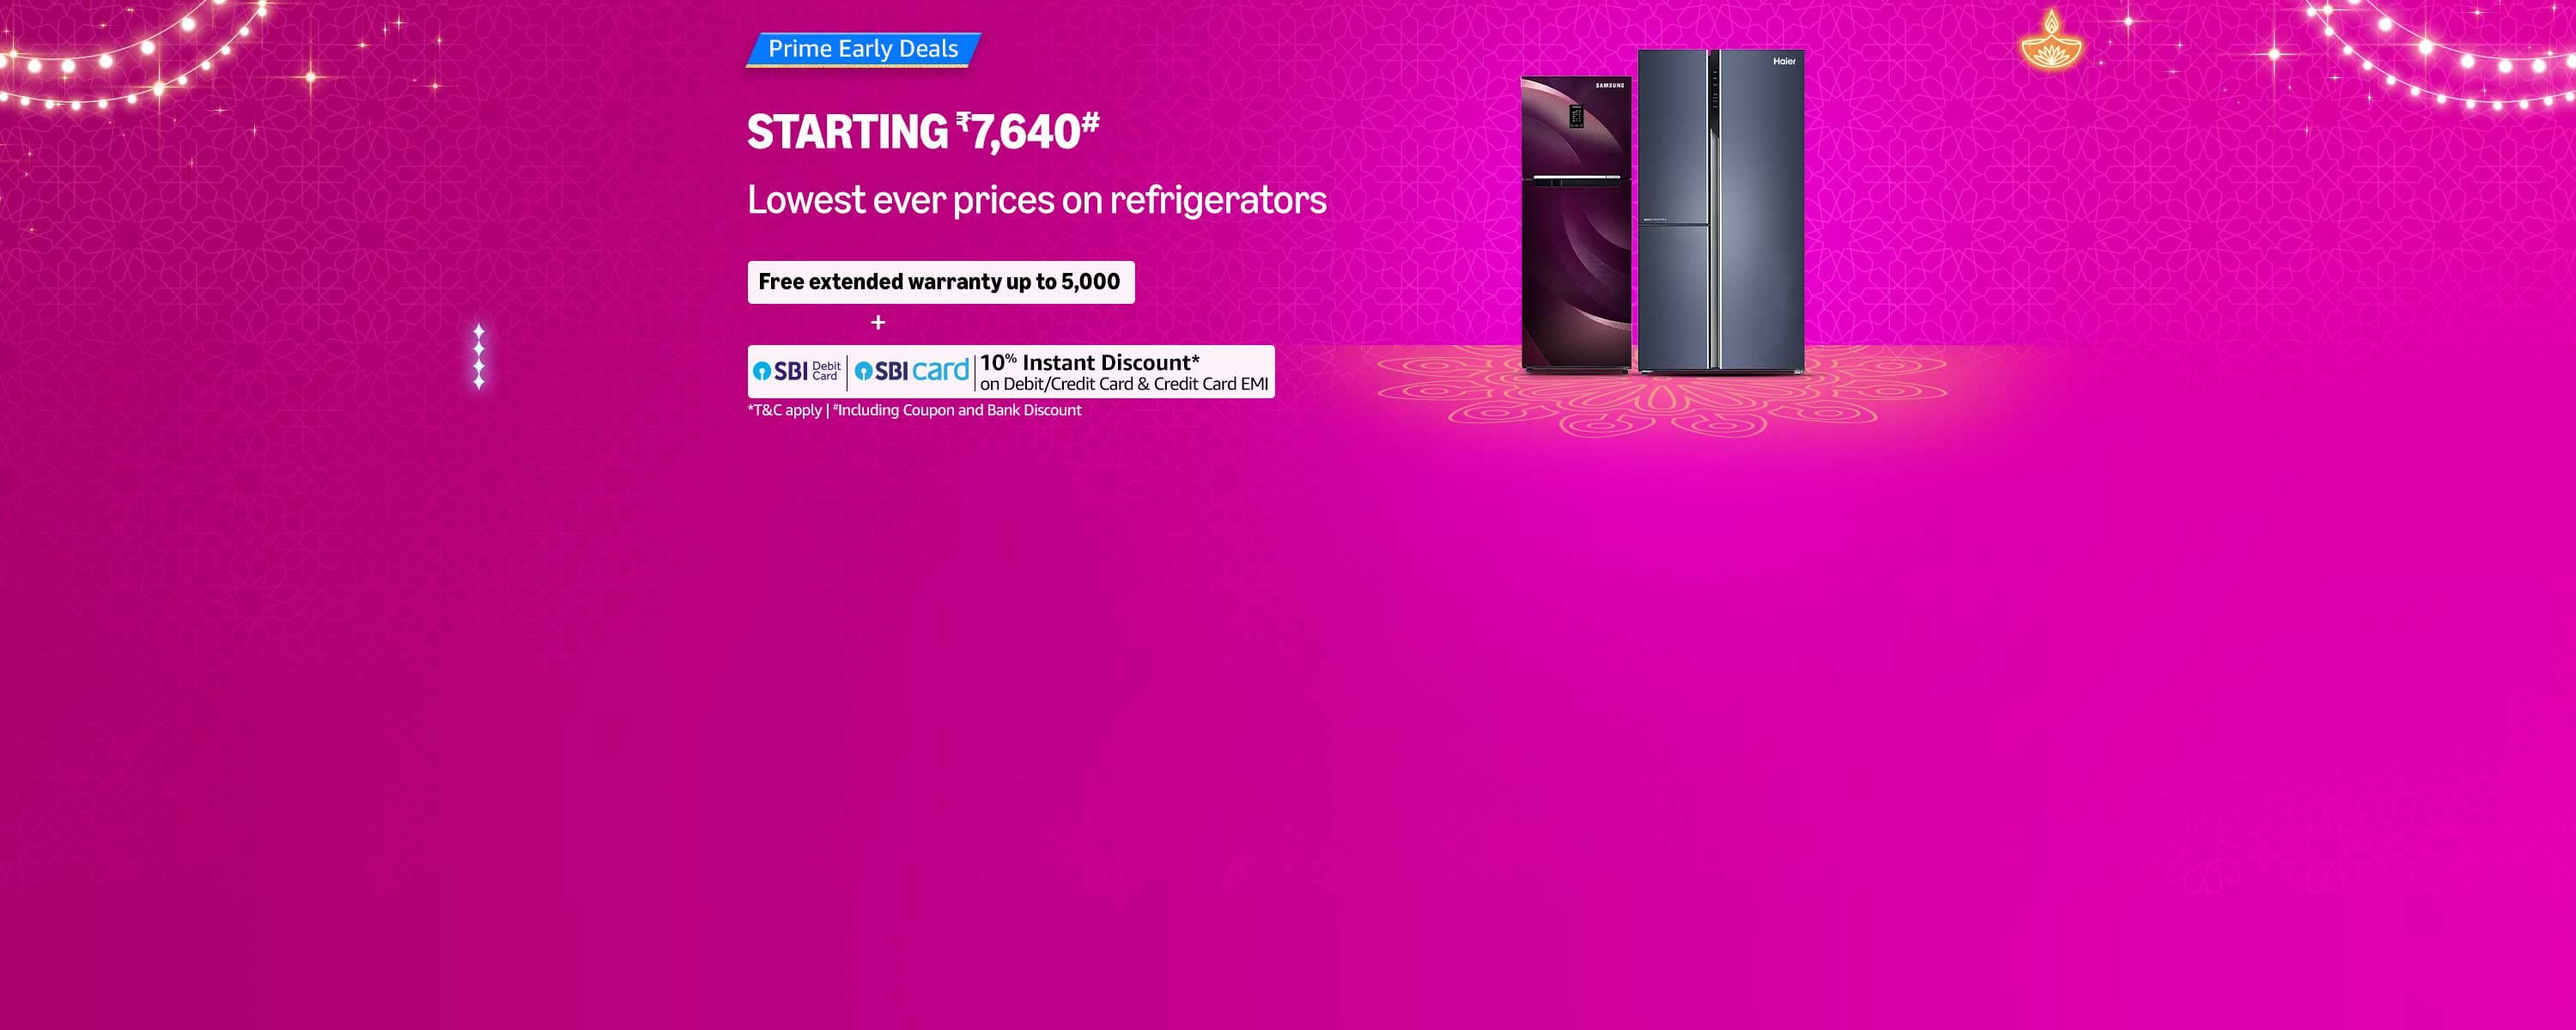 Prime Early Deals
STARTING ₹7,640#
Lowest ever prices on refrigerators
Free extended warranty up to 5,000
+
SBI Debit Card | SBI card | 10% Instant Discount*
on Debit/Credit Card & Credit Card EMI
*T&C apply | #Including Coupon and Bank Discount
SAMSUNG
Haier